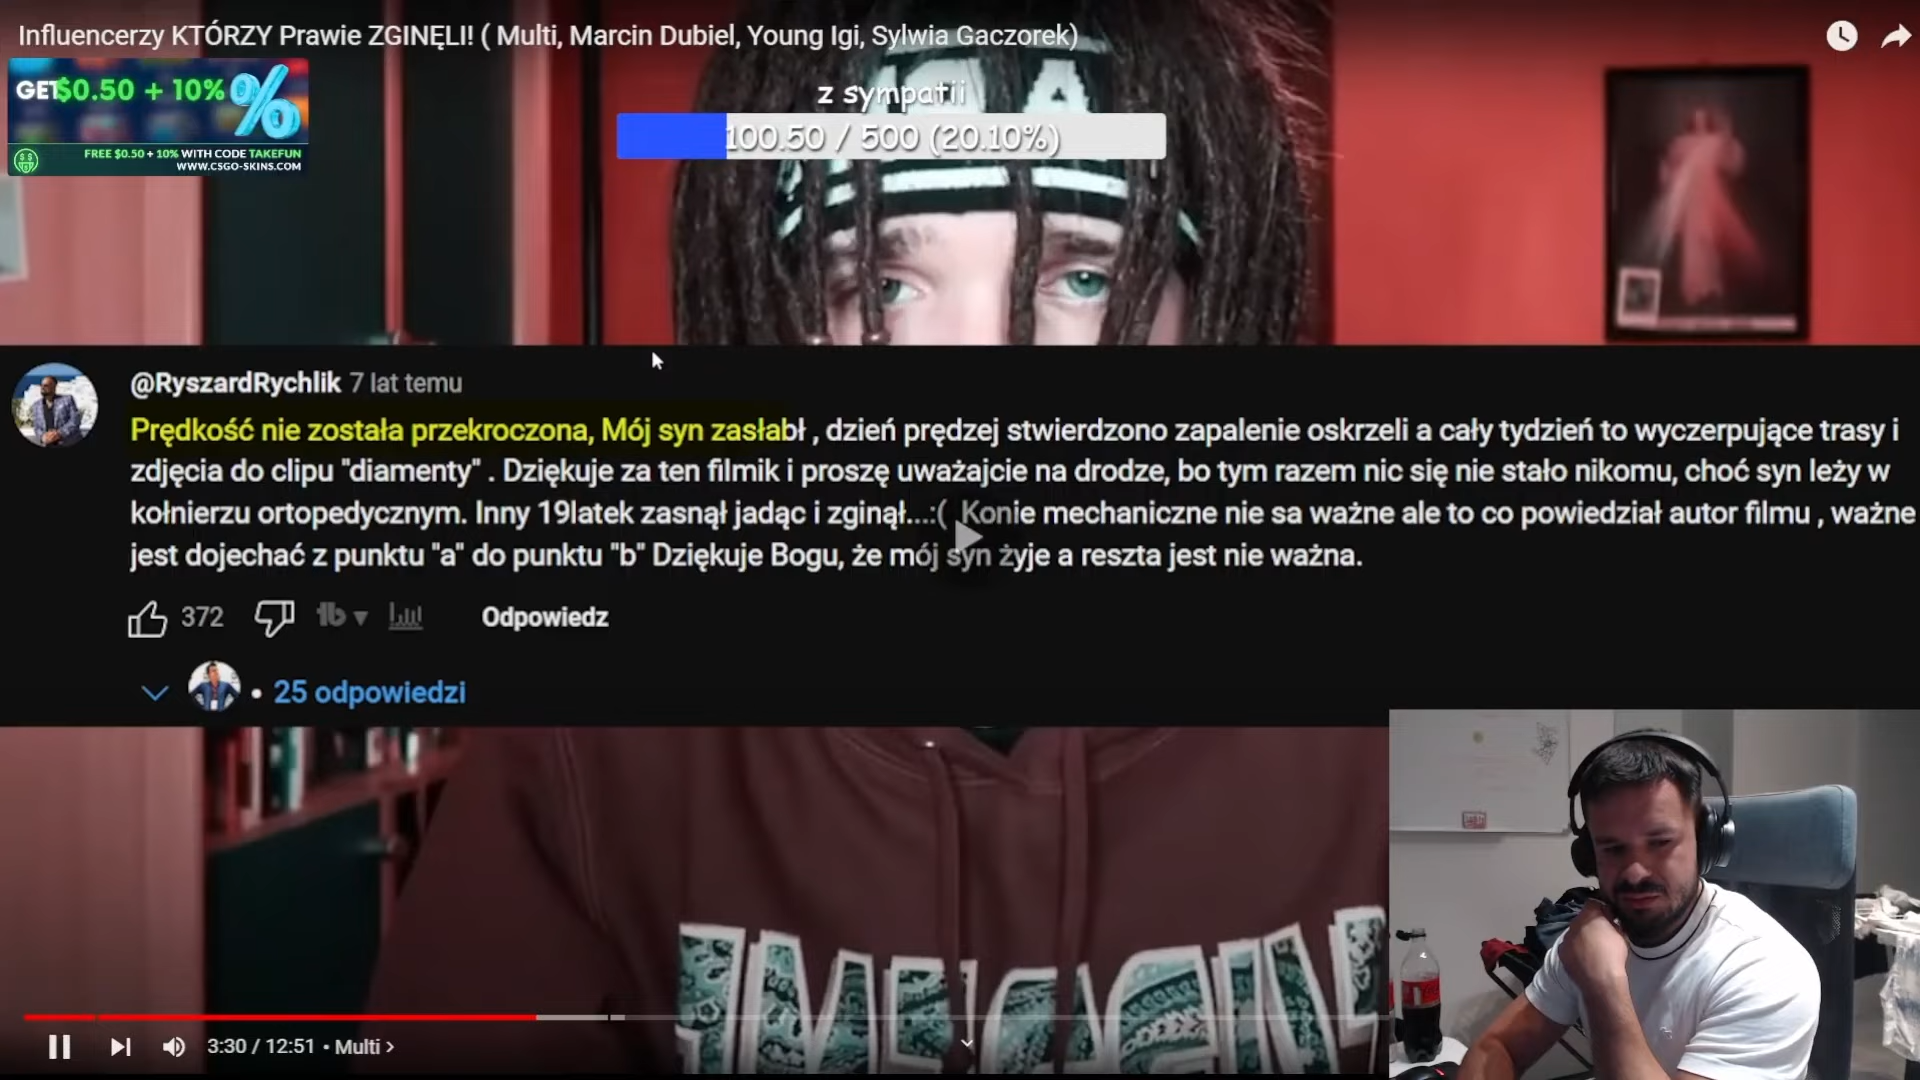 Influencerzy KTÓRZY Prawie ZGINĘLI! ( Multi, Marcin Dubiel, Young Igi, Sylwia Gaczorek)
GET $0.50 + 10% %
FREE $0.50 + 10% WITH CODE TAKEFUN
WWW.CSGO-SKINS.COM
z sympatii
100.50 / 500 (20.10%)
@RyszardRychlik 7 lat temu
Prędkość nie została przekroczona, Mój syn zasłabł , dzień prędzej stwierdzono zapalenie oskrzeli a cały tydzień to wyczerpujące trasy i
zdjęcia do clipu "diamenty" . Dziękuje za ten filmik i proszę uważajcie na drodze, bo tym razem nic się nie stało nikomu, choć syn leży w
kołnierzu ortopedycznym. Inny 19latek zasnął jadąc i zginął...:( Konie mechaniczne nie sa ważne ale to co powiedział autor filmu , ważne
jest dojechać z punktu "a" do punktu "b" Dziękuje Bogu, że mój syn żyje a reszta jest nie ważna.
372 Odpowiedz
• 25 odpowiedzi
3:30 / 12:51 • Multi >